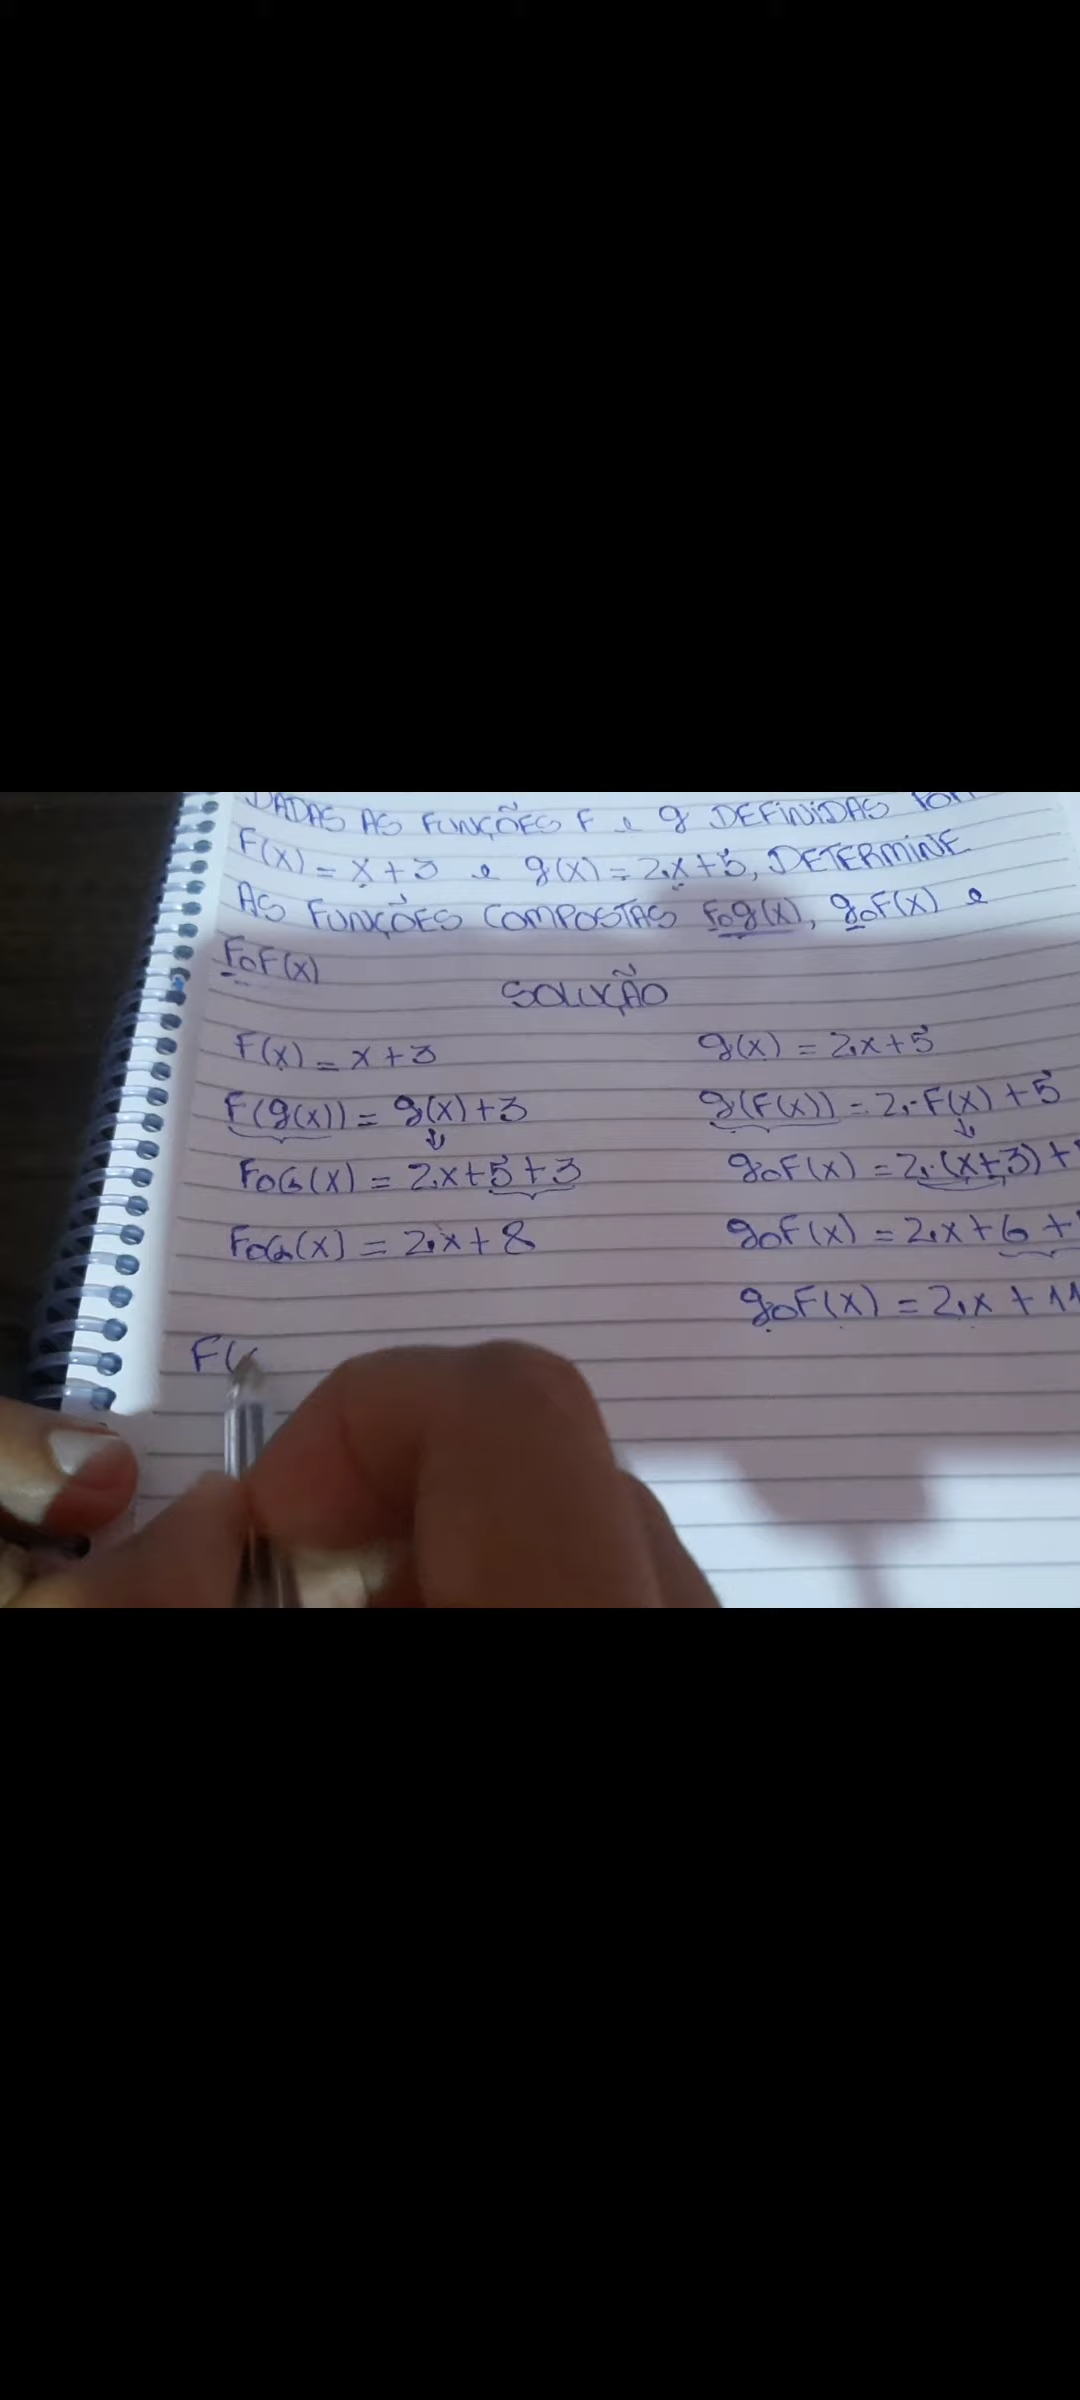 DADAS AS FUNÇÕES F e g DEFINIDAS POR
F(x) = x + 3 e g(x) = 2.x + 5, DETERMINE
AS FUNÇÕES COMPOSTAS Fog(x), goF(x) e
FoF(x)
SOLUÇÃO
F(x) = x + 3
F(g(x)) = g(x) + 3
FoG(x) = 2.x + 5 + 3
FoG(x) = 2.x + 8
g(x) = 2.x + 5
g(F(x)) = 2.F(x) + 5
goF(x) = 2.(x + 3) +
goF(x) = 2.x + 6 +
goF(x) = 2.x + 11
F(